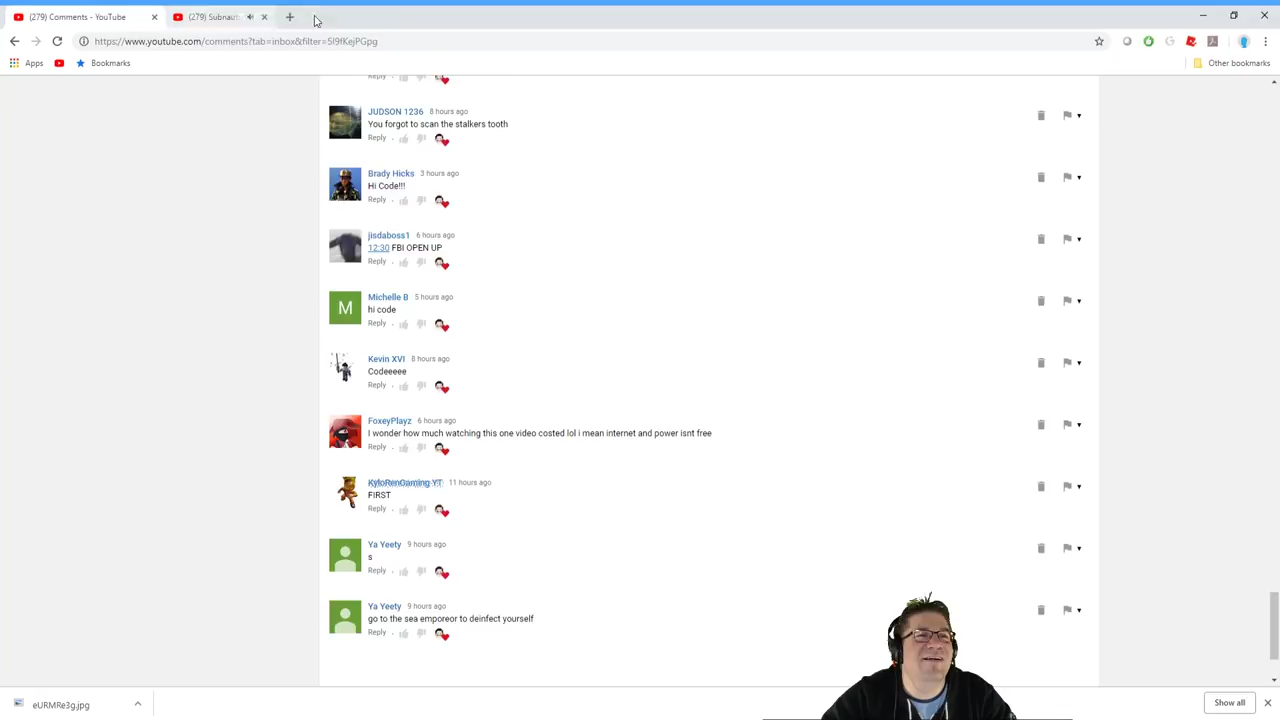 (279) Comments - YouTube
(279) Subnaut
https://www.youtube.com/comments?tab=inbox&filter=5l9fKejPGpg
Apps
Bookmarks
Other bookmarks
Reply
JUDSON 1236 8 hours ago
You forgot to scan the stalkers tooth
Reply
Brady Hicks 3 hours ago
Hi Code!!!
Reply
jisdaboss1 6 hours ago
12:30 FBI OPEN UP
Reply
Michelle B 5 hours ago
M
hi code
Reply
Kevin XVI 8 hours ago
Codeeeee
Reply
FoxeyPlayz 6 hours ago
I wonder how much watching this one video costed lol i mean internet and power isnt free
Reply
KyloRenGaming YT 11 hours ago
FIRST
Reply
Ya Yeety 9 hours ago
s
Reply
Ya Yeety 9 hours ago
go to the sea emporeor to deinfect yourself
Reply
eURMRe3g.jpg
Show all